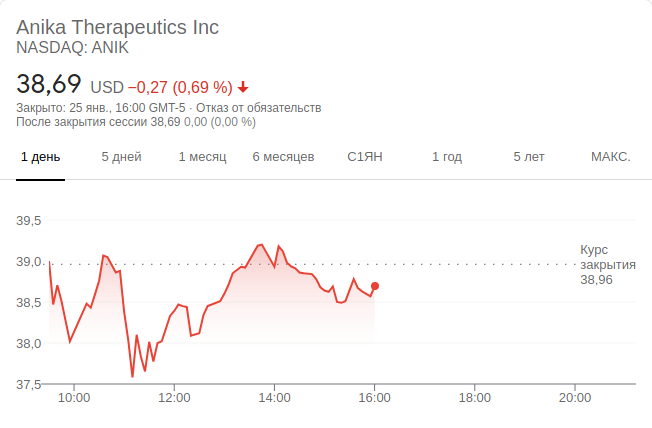 Anika Therapeutics Inc
NASDAQ: ANIK
38,69 USD −0,27 (0,69 %)
Закрыто: 25 янв., 16:00 GMT-5 · Отказ от обязательств
После закрытия сессии 38,69 0,00 (0,00 %)
1 день 5 дней 1 месяц 6 месяцев С1ЯН 1 год 5 лет МАКС.
39,5
39,0
38,5
38,0
37,5
Курс
закрытия
38,96
10:00 12:00 14:00 16:00 18:00 20:00